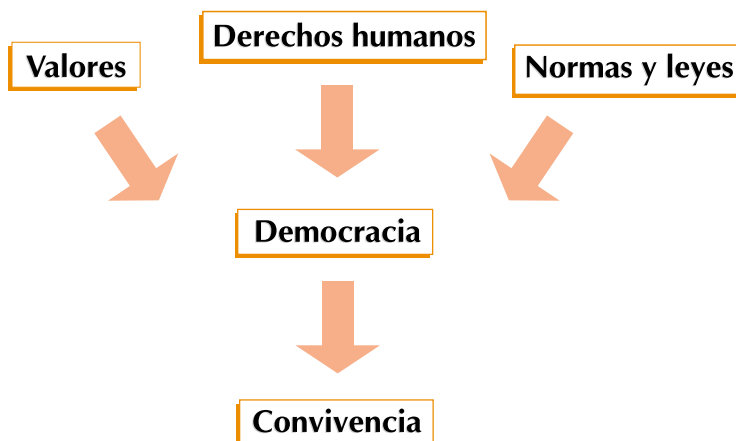 Derechos humanos
Valores
Normas y leyes
Democracia
Convivencia